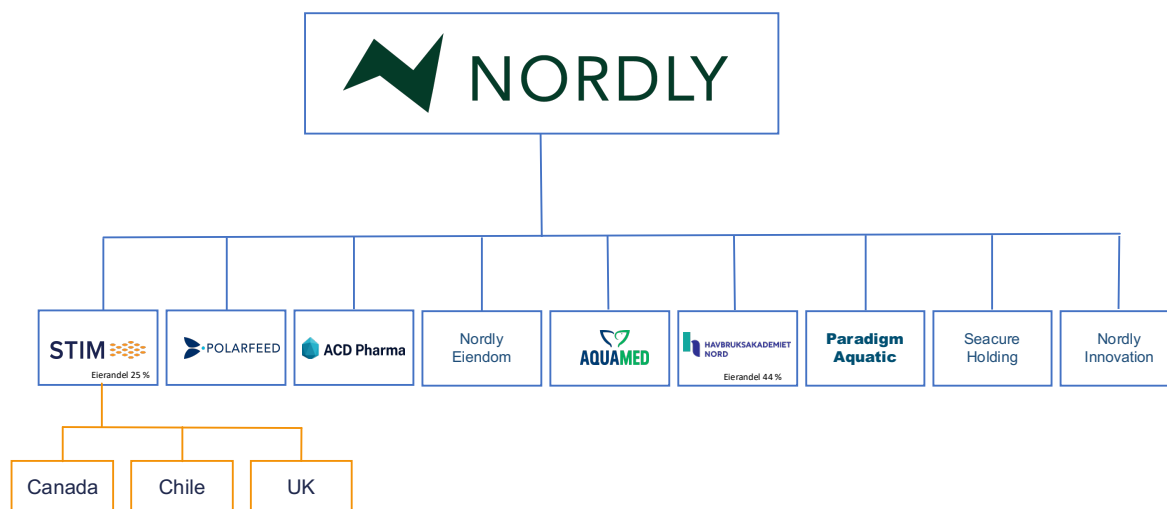 NORDLY
STIM
Eierandel 25 %
POLARFEED
ACD Pharma
Nordly
Eiendom
AQUAMED
HAVBRUKSAKADEMIET
NORD
Eierandel 44 %
Paradigm
Aquatic
Seacure
Holding
Nordly
Innovation
Canada
Chile
UK